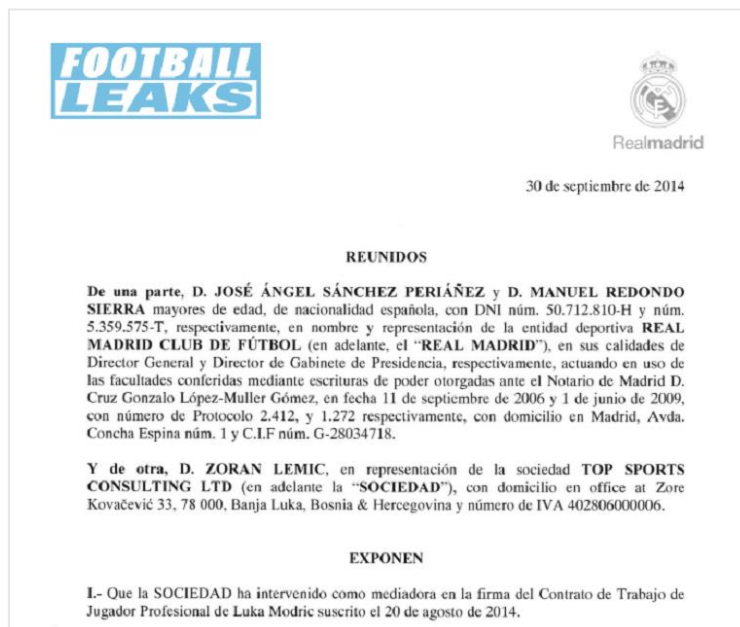 FOOTBALL
LEAKS
Realmadrid
30 de septiembre de 2014
REUNIDOS
De una parte, D. JOSÉ ÁNGEL SÁNCHEZ PERIÁÑEZ y D. MANUEL REDONDO
SIERRA mayores de edad, de nacionalidad española, con DNI núm. 50.712.810-H y núm.
5.359.575-T, respectivamente, en nombre y representación de la entidad deportiva REAL
MADRID CLUB DE FÚTBOL (en adelante, el “REAL MADRID”), en sus calidades de
Director General y Director de Gabinete de Presidencia, respectivamente, actuando en uso de
las facultades conferidas mediante escrituras de poder otorgadas ante el Notario de Madrid D.
Cruz Gonzalo López-Muller Gómez, en fecha 11 de septiembre de 2006 y 1 de junio de 2009,
con número de Protocolo 2.412, y 1.272 respectivamente, con domicilio en Madrid, Avda.
Concha Espina núm. 1 y C.I.F núm. G-28034718.
Y de otra, D. ZORAN LEMIC, en representación de la sociedad TOP SPORTS
CONSULTING LTD (en adelante la “SOCIEDAD”), con domicilio en office at Zore
Kovačević 33, 78 000, Banja Luka, Bosnia & Hercegovina y número de IVA 402806000006.
EXPONEN
I.- Que la SOCIEDAD ha intervenido como mediadora en la firma del Contrato de Trabajo de
Jugador Profesional de Luka Modric suscrito el 20 de agosto de 2014.